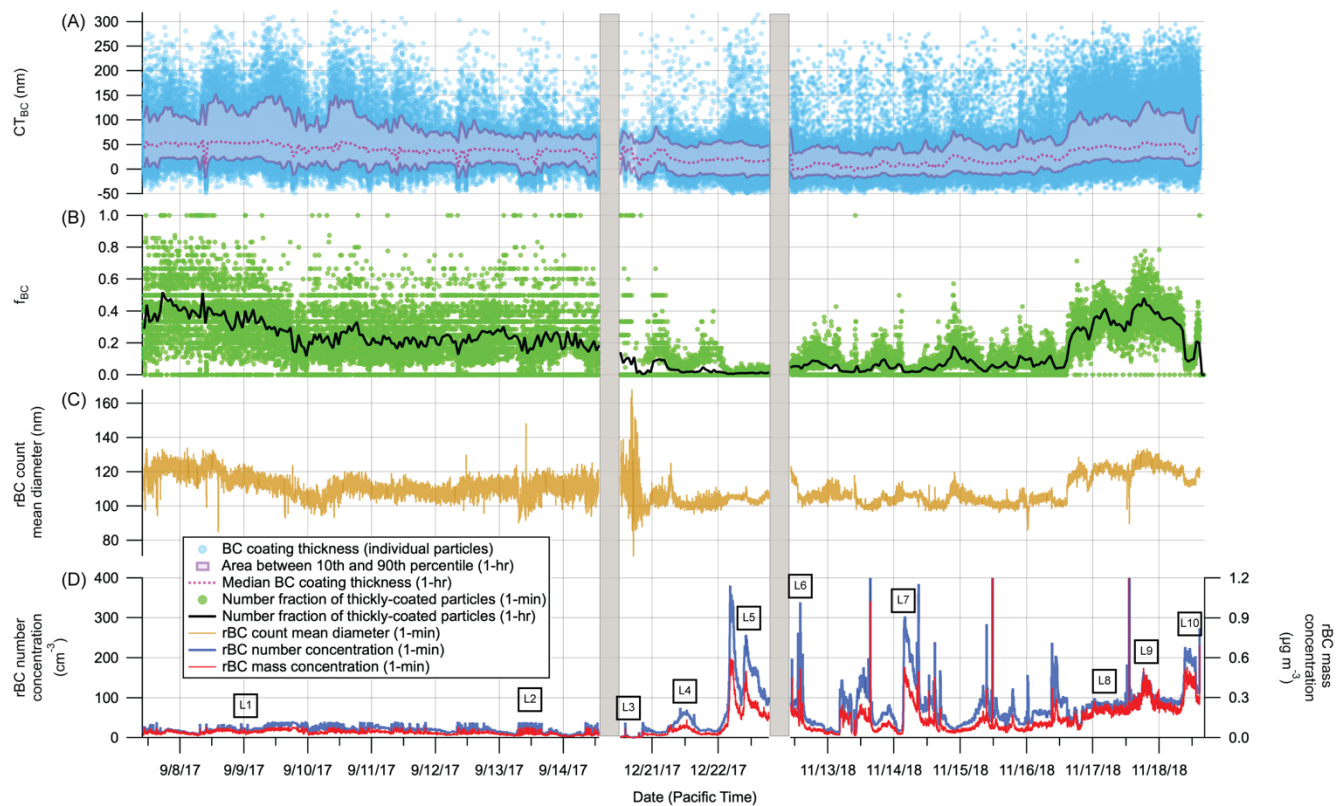 (A)
300
250
200
150
100
50
0
-50
CT_BC (nm)
(B)
1.0
0.8
0.6
0.4
0.2
0.0
f_BC
(C)
160
140
120
100
80
rBC count
mean diameter (nm)
BC coating thickness (individual particles)
Area between 10th and 90th percentile (1-hr)
Median BC coating thickness (1-hr)
Number fraction of thickly-coated particles (1-min)
Number fraction of thickly-coated particles (1-hr)
rBC count mean diameter (1-min)
rBC number concentration (1-min)
rBC mass concentration (1-min)
(D)
400
300
200
100
0
rBC number
concentration
(cm⁻³)
L1
L2
L3
L4
L5
L6
L7
L8
L9
L10
1.2
0.9
0.6
0.3
0.0
rBC mass
concentration
(µg m⁻³)
9/8/17 9/9/17 9/10/17 9/11/17 9/12/17 9/13/17 9/14/17 12/21/17 12/22/17 11/13/18 11/14/18 11/15/18 11/16/18 11/17/18 11/18/18
Date (Pacific Time)